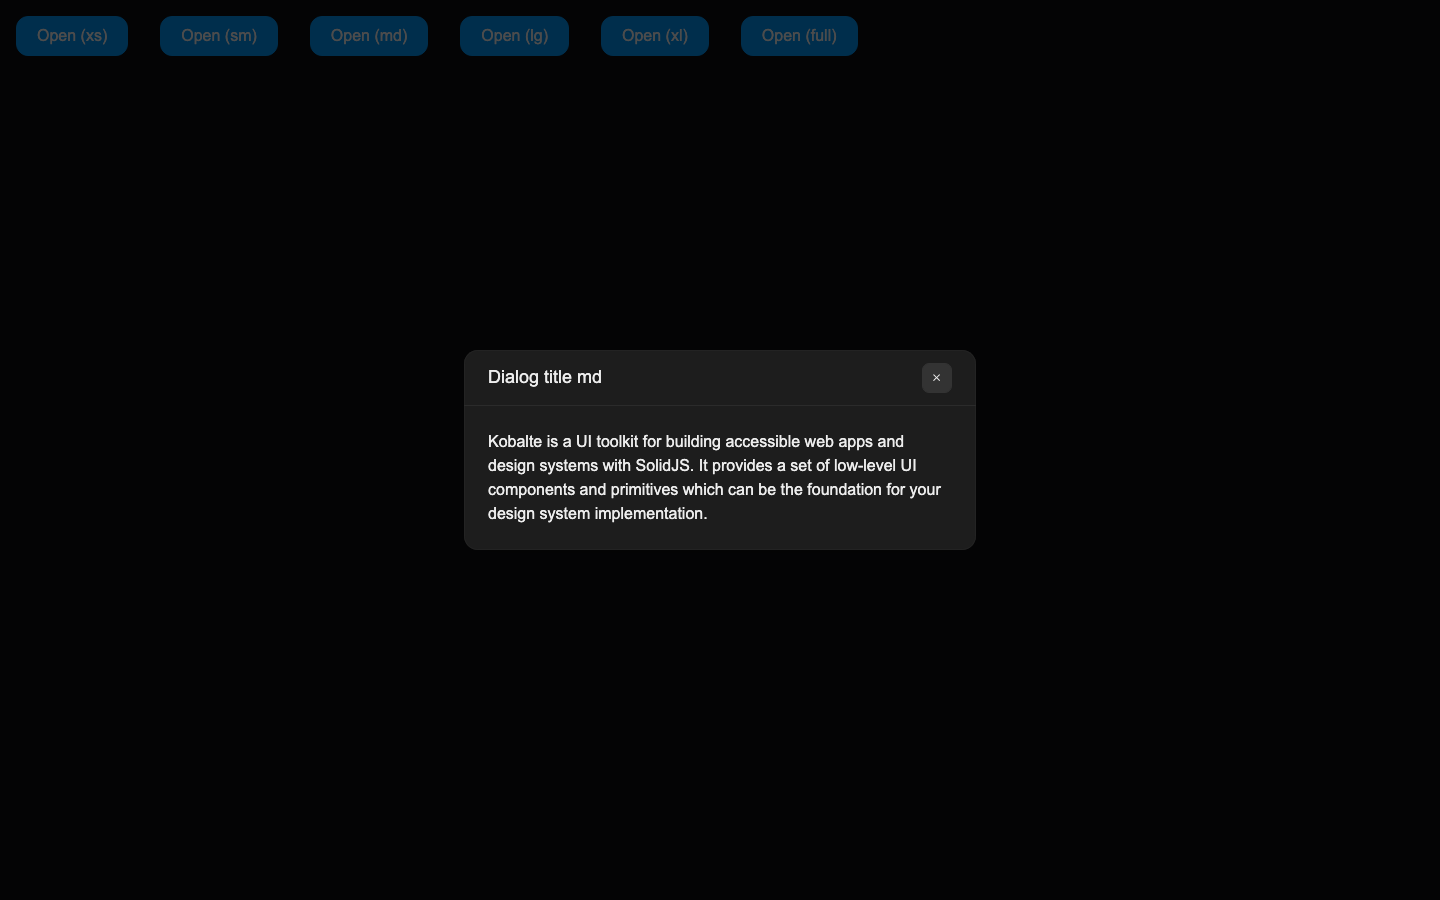 Open (xs) Open (sm) Open (md) Open (lg) Open (xl) Open (full)
Dialog title md ×
Kobalte is a UI toolkit for building accessible web apps and
design systems with SolidJS. It provides a set of low-level UI
components and primitives which can be the foundation for your
design system implementation.